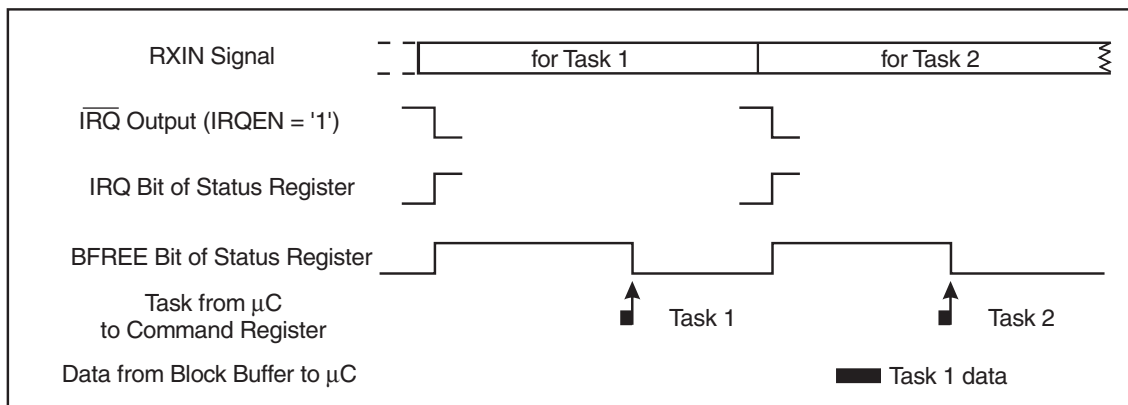 RXIN Signal
for Task 1
for Task 2
IRQ Output (IRQEN = '1')
IRQ Bit of Status Register
BFREE Bit of Status Register
Task from μC
to Command Register
Task 1
Task 2
Data from Block Buffer to μC
Task 1 data